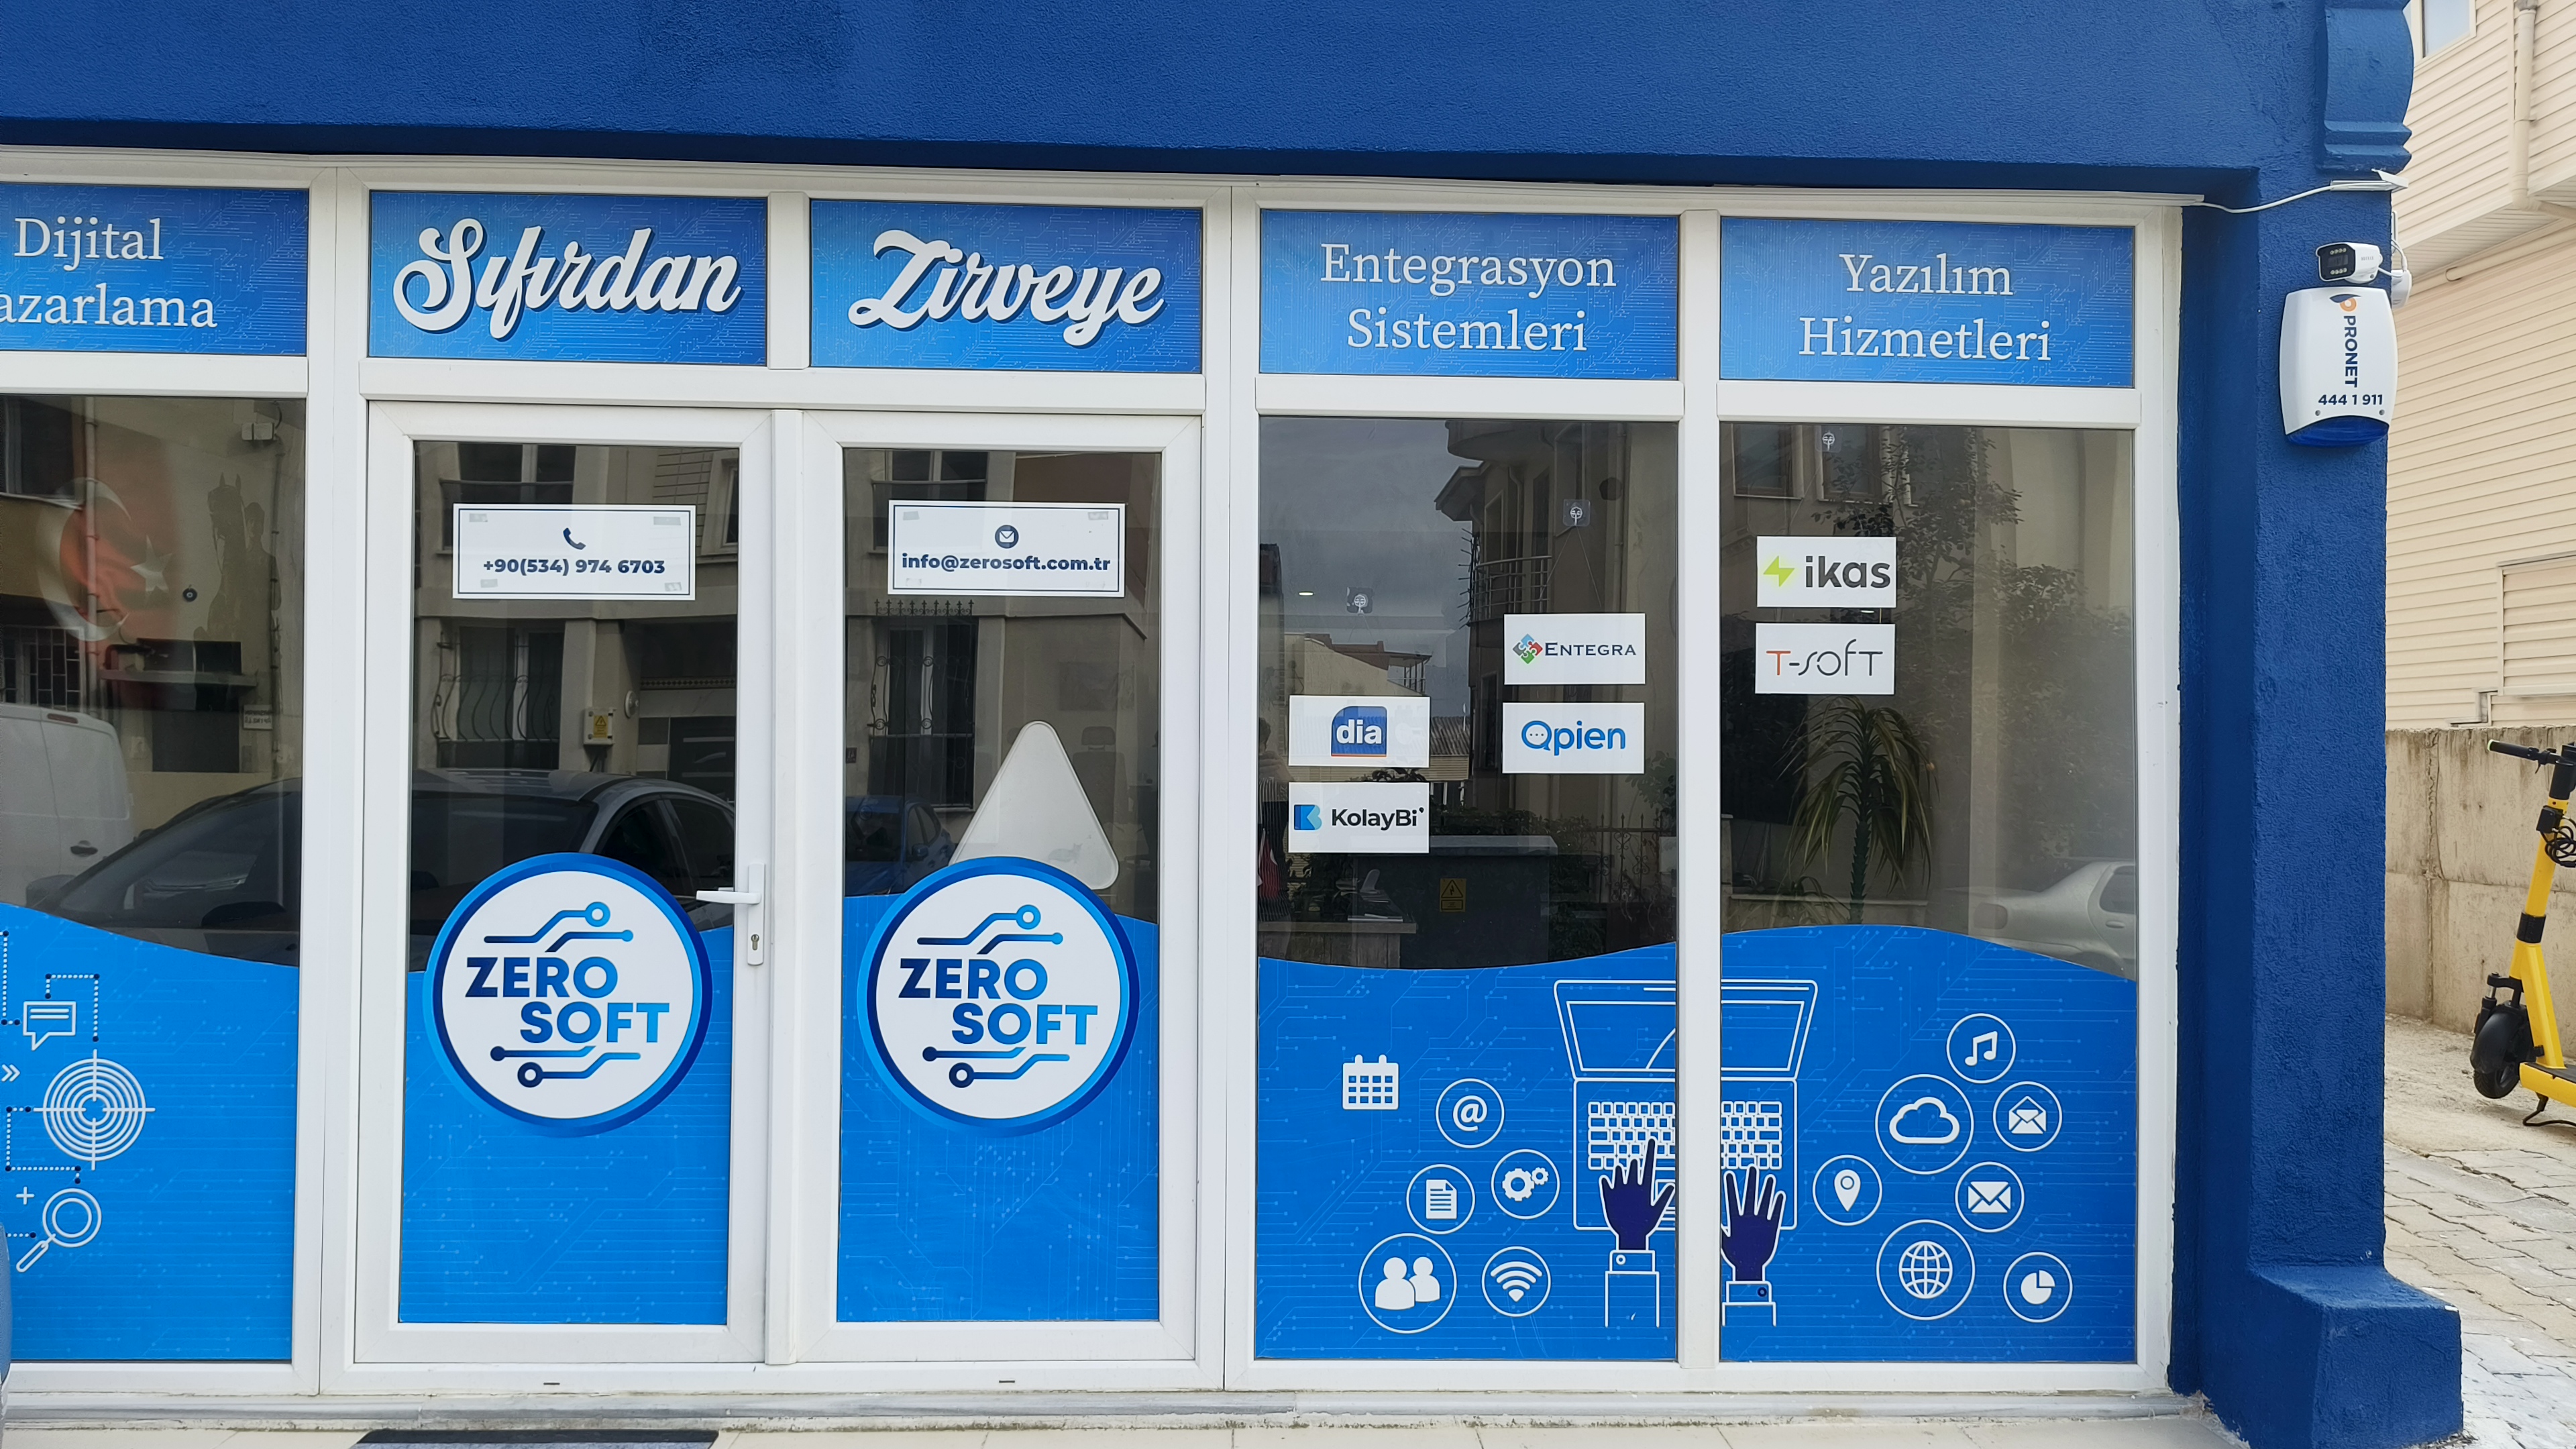 Dijital
azarlama
Sıfırdan
Zirveye
Entegrasyon
Sistemleri
Yazılım
Hizmetleri
PRONET
444 1 911
+90(534) 974 6703
info@zerosoft.com.tr
ikas
T-SOFT
ENTEGRA
Qpien
dia
KolayBi'
ZERO
SOFT
ZERO
SOFT
@